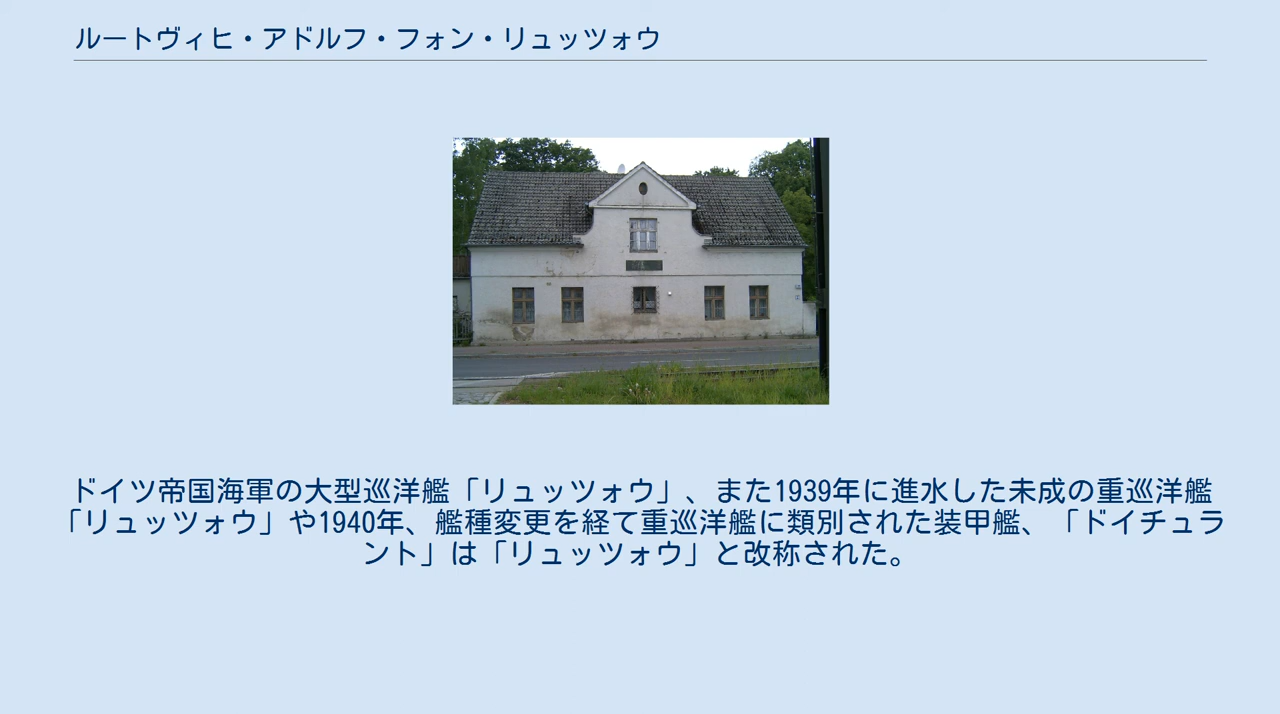 ルートヴィヒ・アドルフ・フォン・リュッツォウ
ドイツ帝国海軍の大型巡洋艦「リュッツォウ」、また1939年に進水した未成の重巡洋艦
「リュッツォウ」や1940年、艦種変更を経て重巡洋艦に類別された装甲艦、「ドイチュラ
ント」は「リュッツォウ」と改称された。